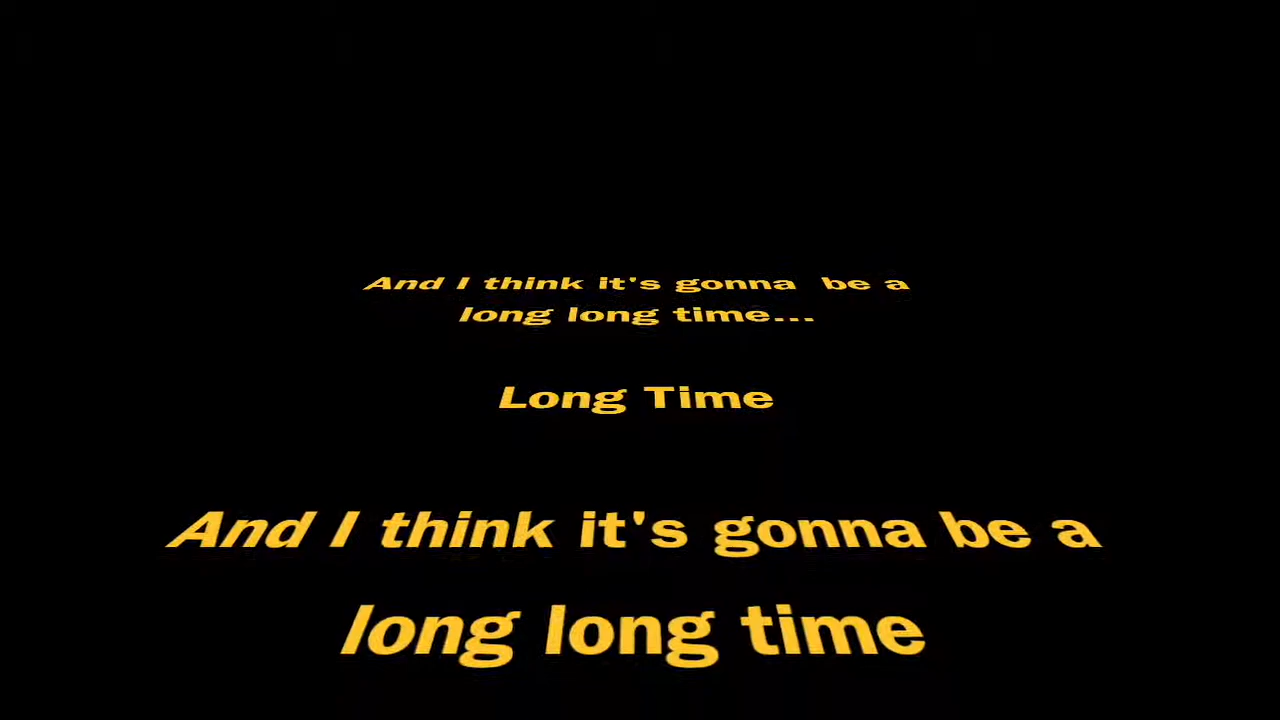 And I think it's gonna  be a
long long time...
Long Time
And I think it's gonna be a
long long time